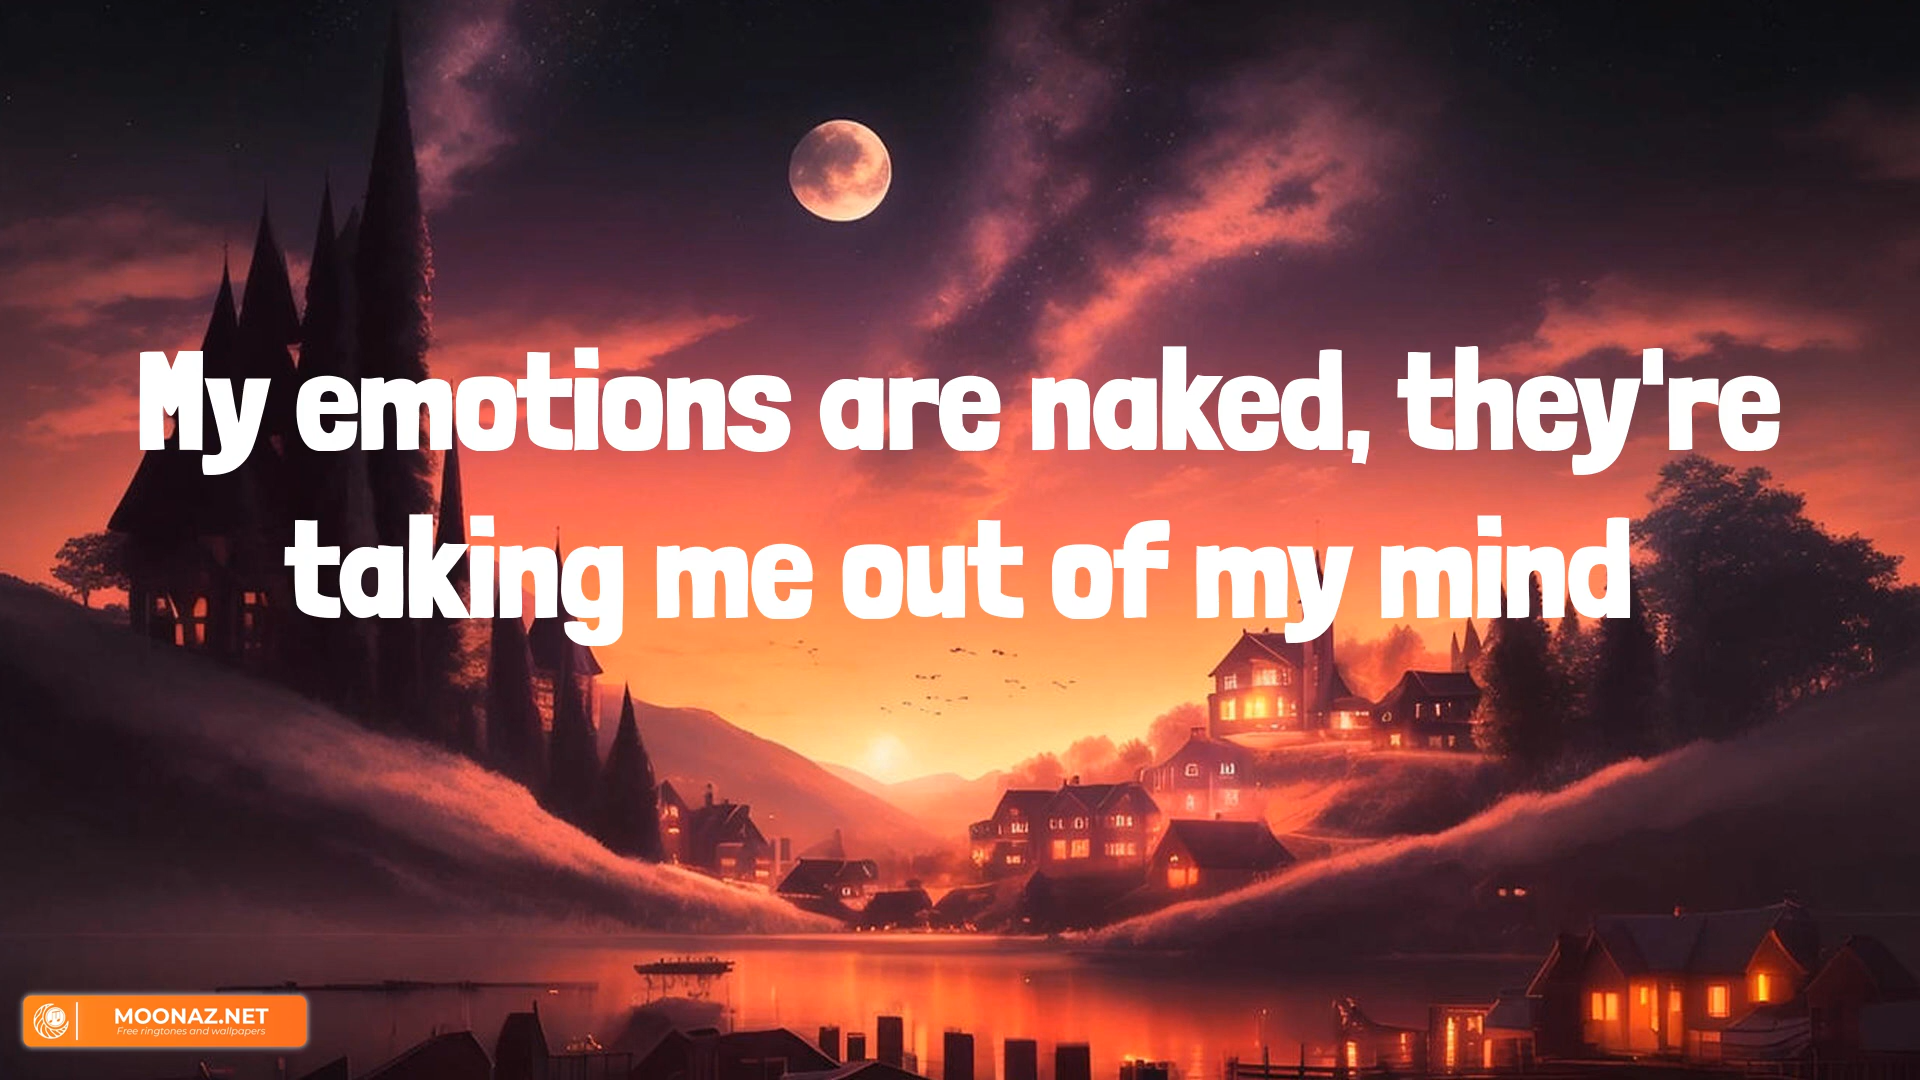 My emotions are naked, they're
taking me out of my mind
MOONAZ.NET
Free ringtones and wallpapers